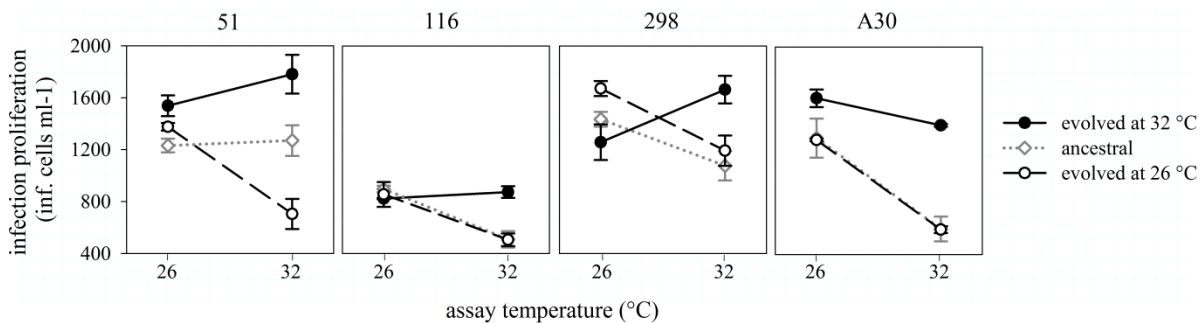 51 116 298 A30
infection proliferation
(inf. cells ml-1)
2000
1600
1200
800
400
26 32 26 32 26 32 26 32
assay temperature (°C)
evolved at 32 °C
ancestral
evolved at 26 °C